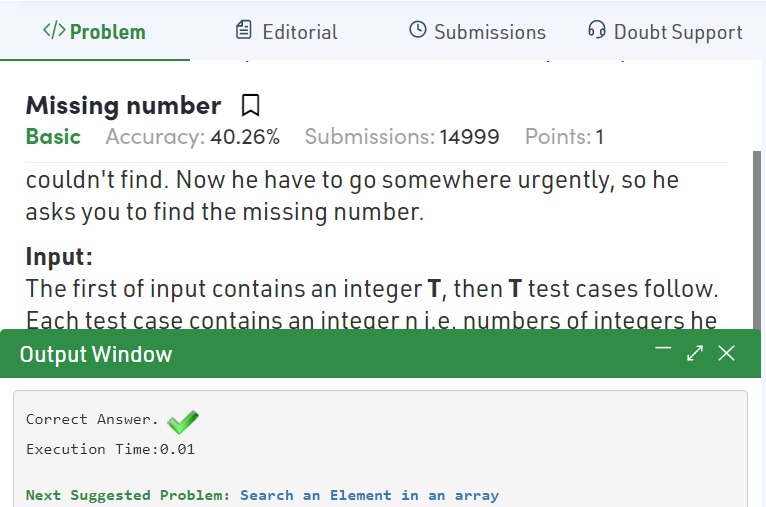 </> Problem Editorial Submissions Doubt Support
Missing number
Basic Accuracy: 40.26% Submissions: 14999 Points: 1
couldn't find. Now he have to go somewhere urgently, so he
asks you to find the missing number.
Input:
The first of input contains an integer T, then T test cases follow.
Each test case contains an integer n i.e. numbers of integers he
Output Window
Correct Answer.
Execution Time:0.01
Next Suggested Problem: Search an Element in an array